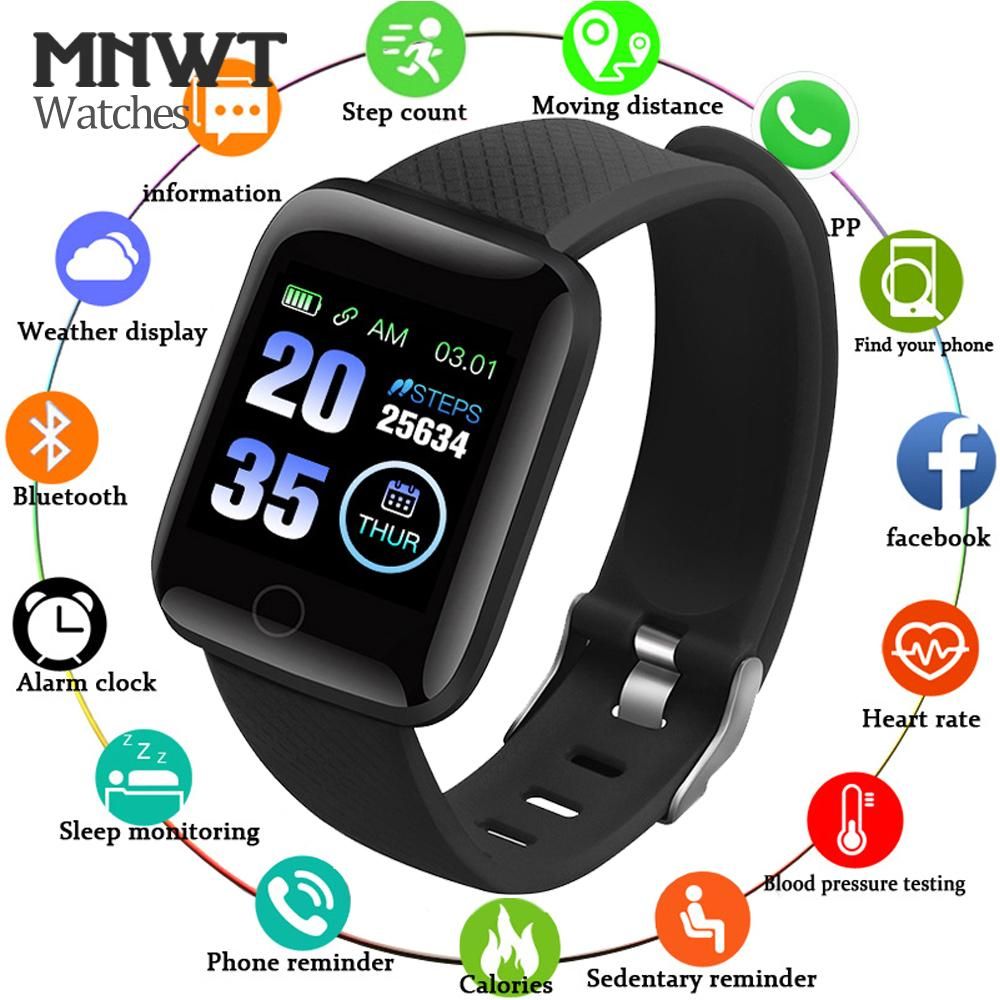 MNWT
Watches
Step count
Moving distance
information
Weather display
Find your phone
AM
03.01
20
STEPS
25634
35
THUR
Bluetooth
facebook
Alarm clock
Heart rate
z z z
Sleep monitoring
Blood pressure testing
Phone reminder
Calories
Sedentary reminder